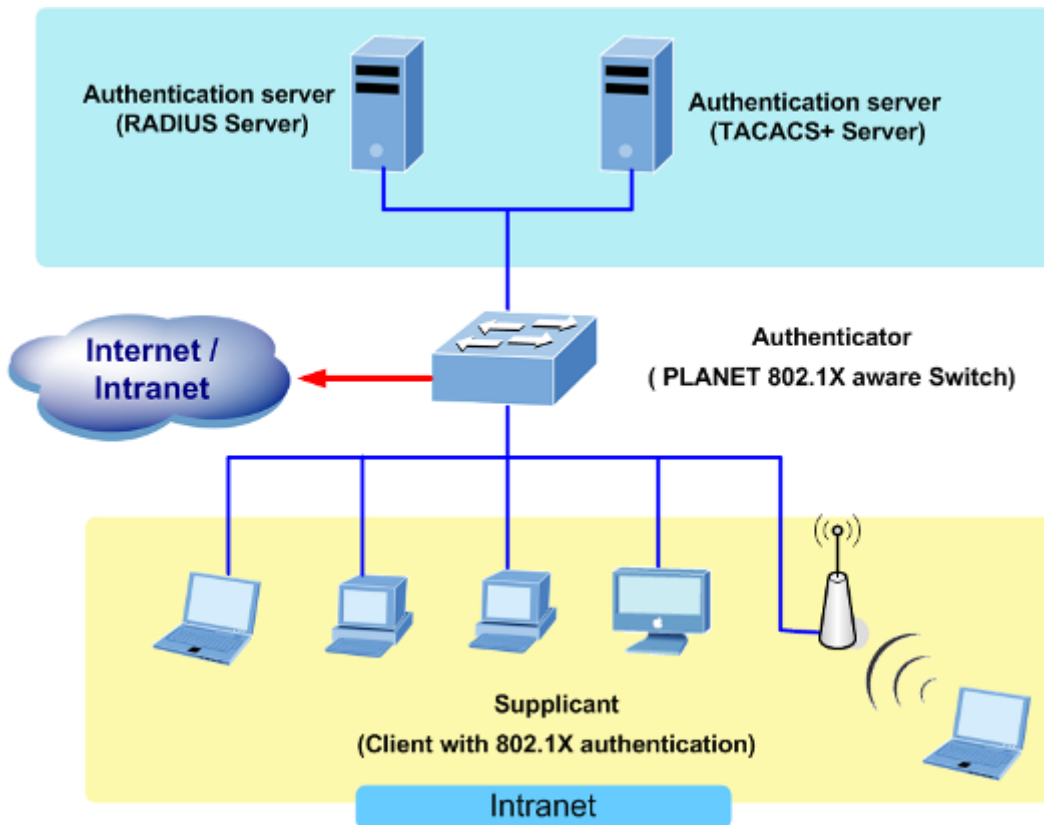 Authentication server
(RADIUS Server)
Authentication server
(TACACS+ Server)
Internet /
Intranet
Authenticator
( PLANET 802.1X aware Switch)
Supplicant
(Client with 802.1X authentication)
Intranet